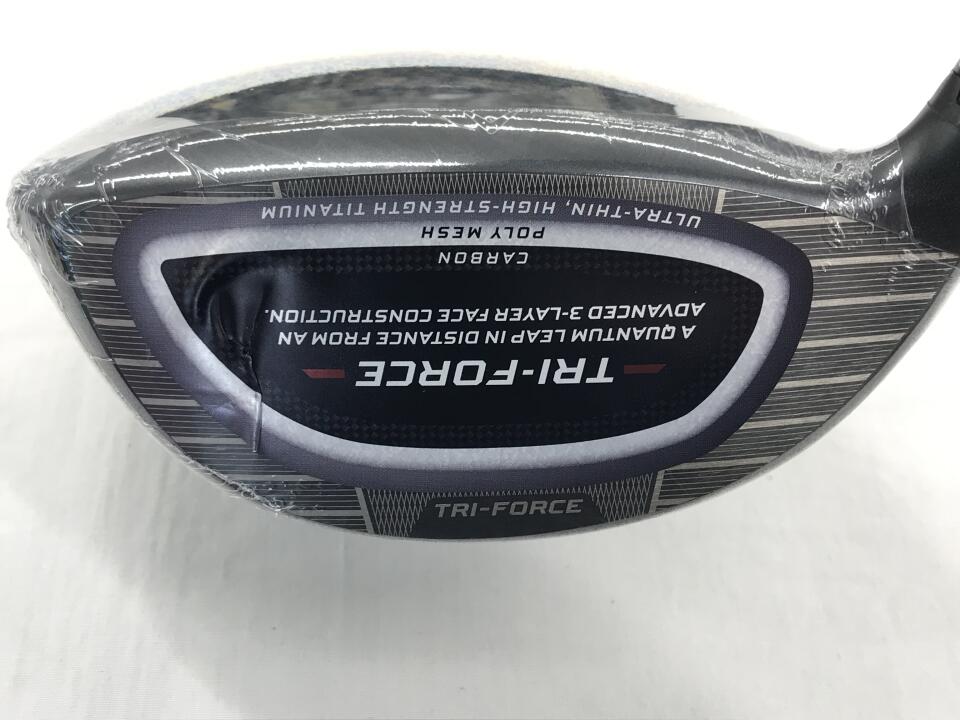 TRI-FORCE
A QUANTUM LEAP IN DISTANCE FROM AN
ADVANCED 3-LAYER FACE CONSTRUCTION.
CARBON
POLY MESH
ULTRA-THIN, HIGH-STRENGTH TITANIUM
TRI-FORCE